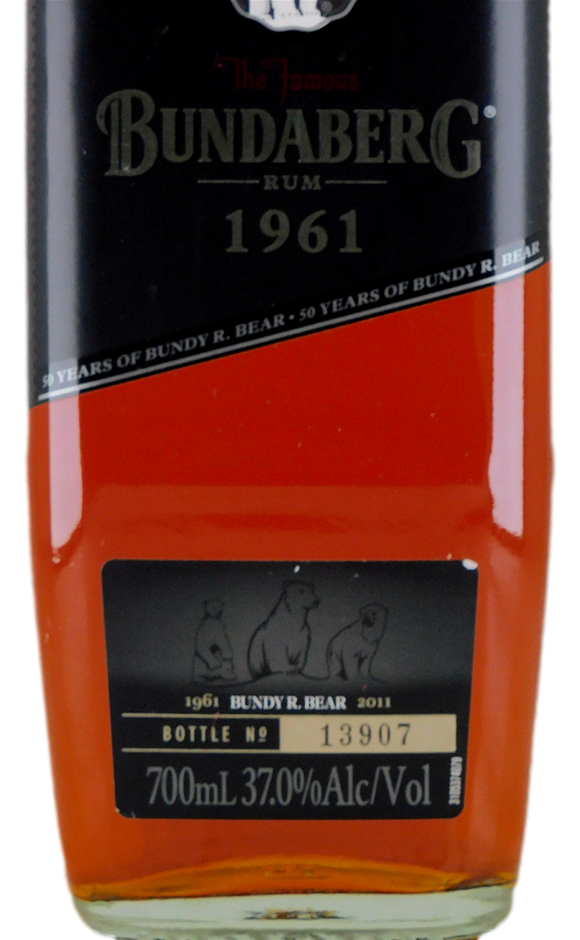 The Famous
BUNDABERG®
RUM
1961
50 YEARS OF BUNDY R. BEAR • 50 YEARS OF BUNDY R. BEAR
1961 BUNDY R. BEAR 2011
BOTTLE Nº 13907
700mL 37.0%Alc/Vol